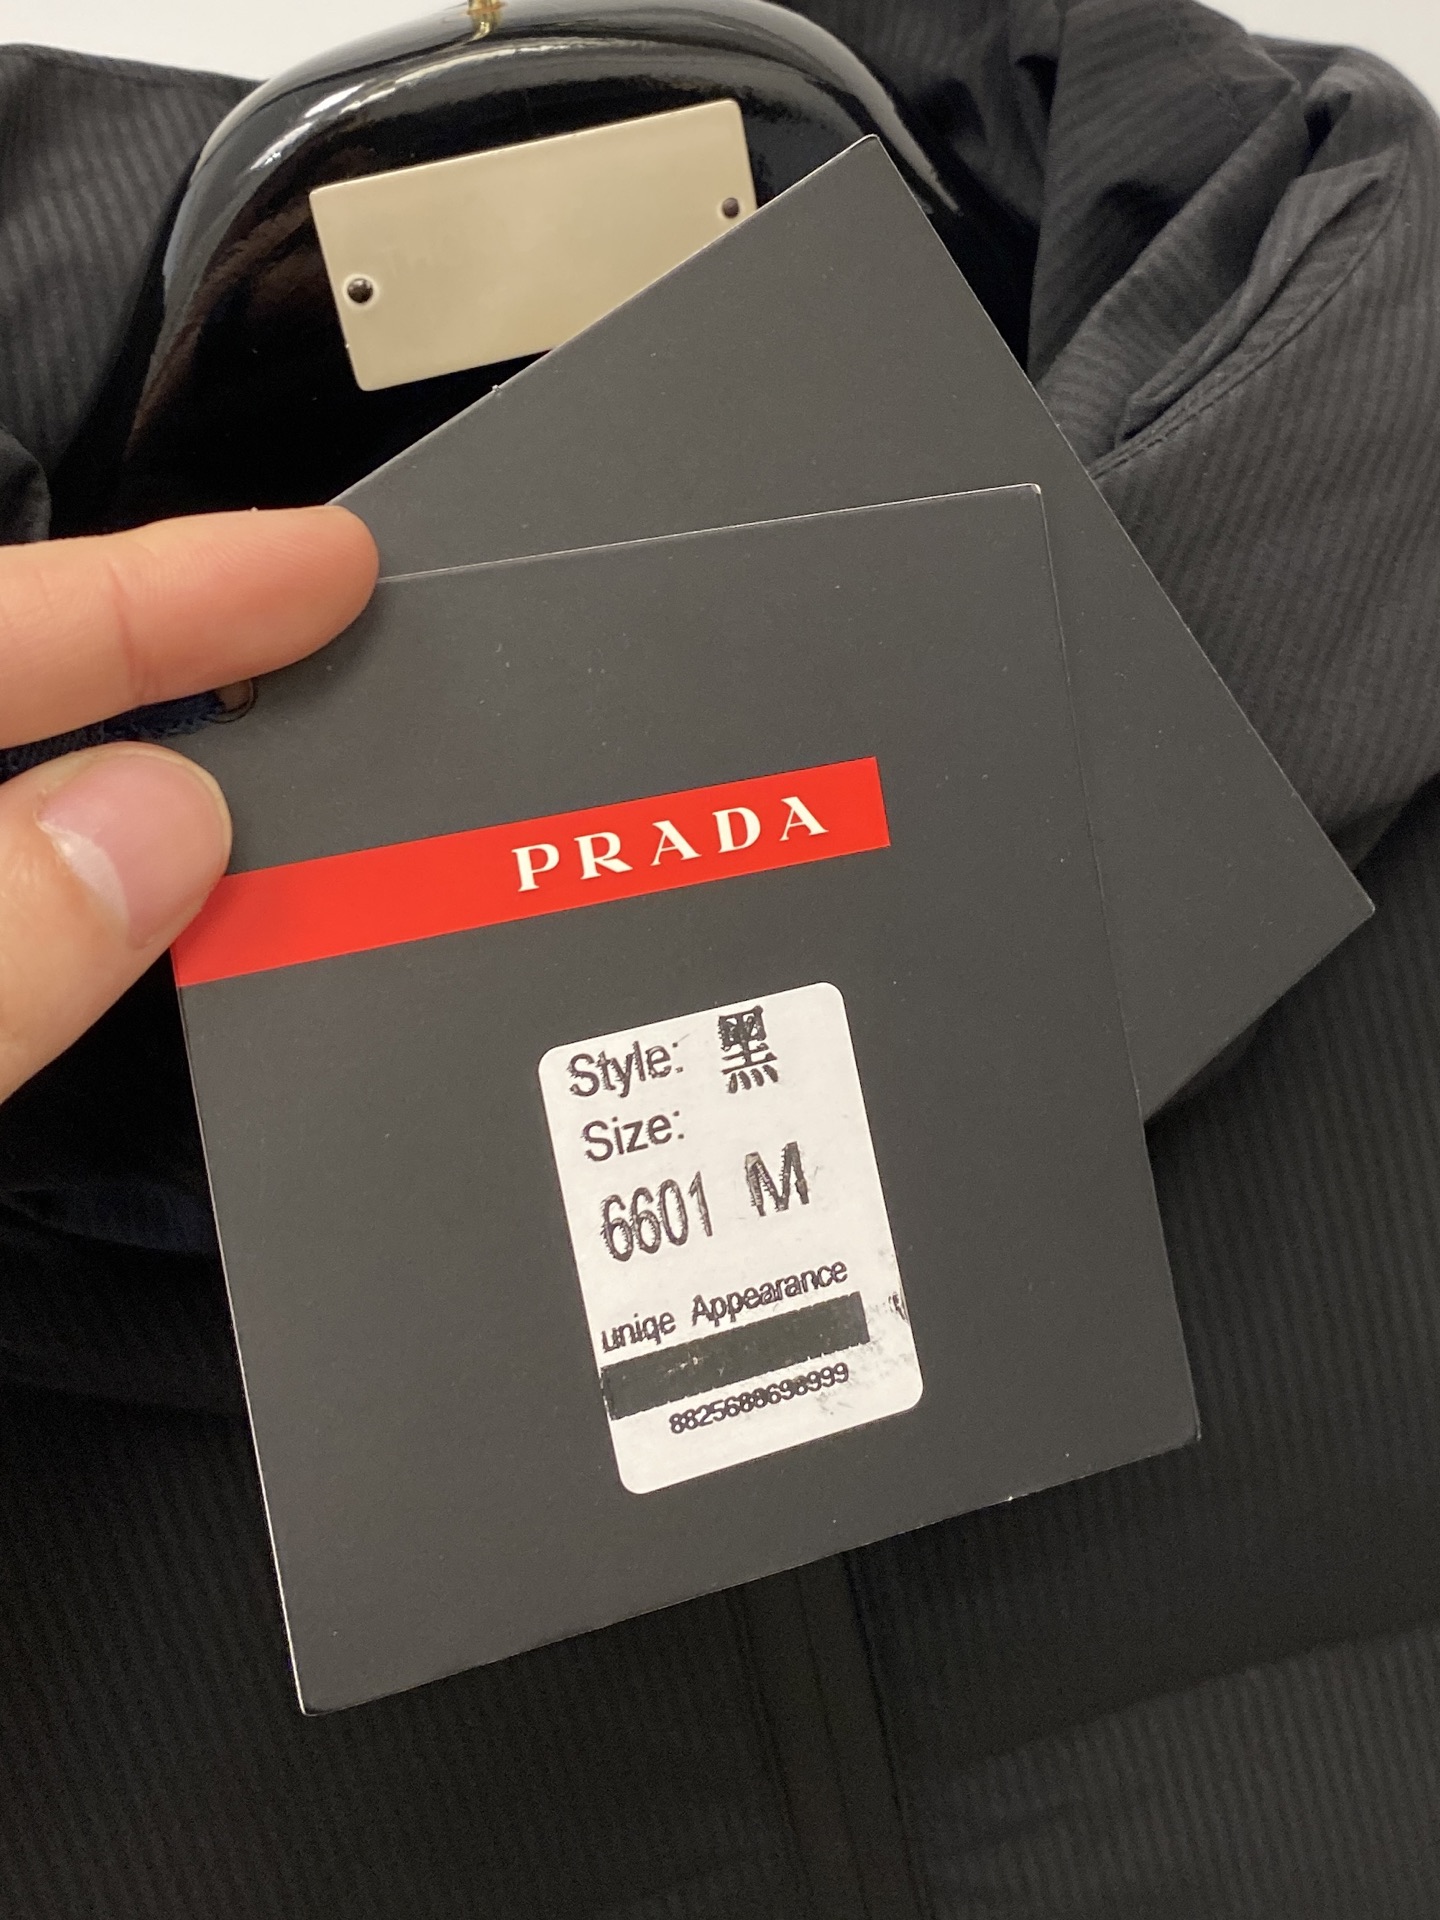 PRADA
Style: 黑
Size:
6601 M
uniqe Appearance
8825688698999